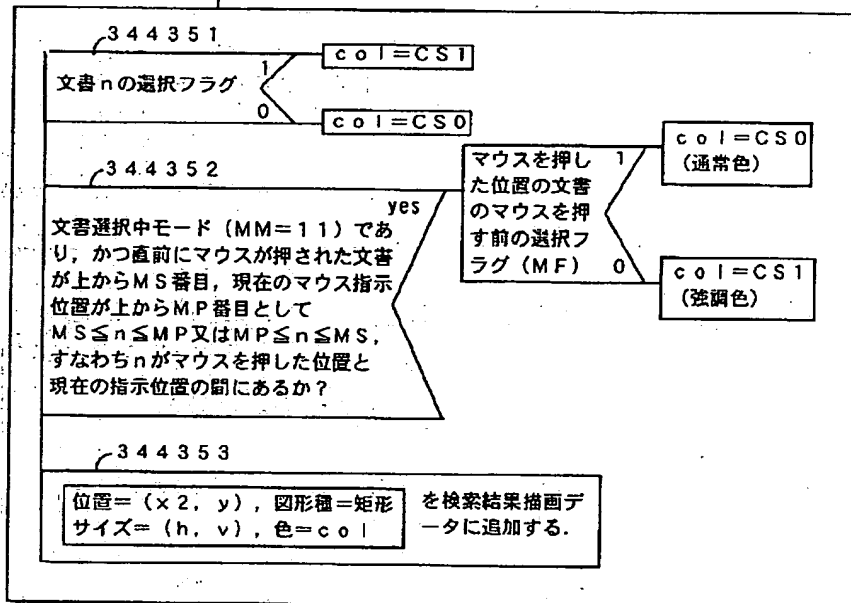 344351
文書nの選択フラグ
1
0
col=CS1
col=CS0
344352
yes
文書選択中モード(MM=11)であ
り,かつ直前にマウスが押された文書
が上からMS番目,現在のマウス指示
位置が上からMP番目として
MS≦n≦MP又はMP≦n≦MS,
すなわちnがマウスを押した位置と
現在の指示位置の間にあるか?
マウスを押し
た位置の文書
のマウスを押
す前の選択フ
ラグ(MF)
1
0
col=CS0
(通常色)
col=CS1
(強調色)
344353
位置=(x2,y),図形種=矩形
サイズ=(h,v),色=col
を検索結果描画デ
ータに追加する.